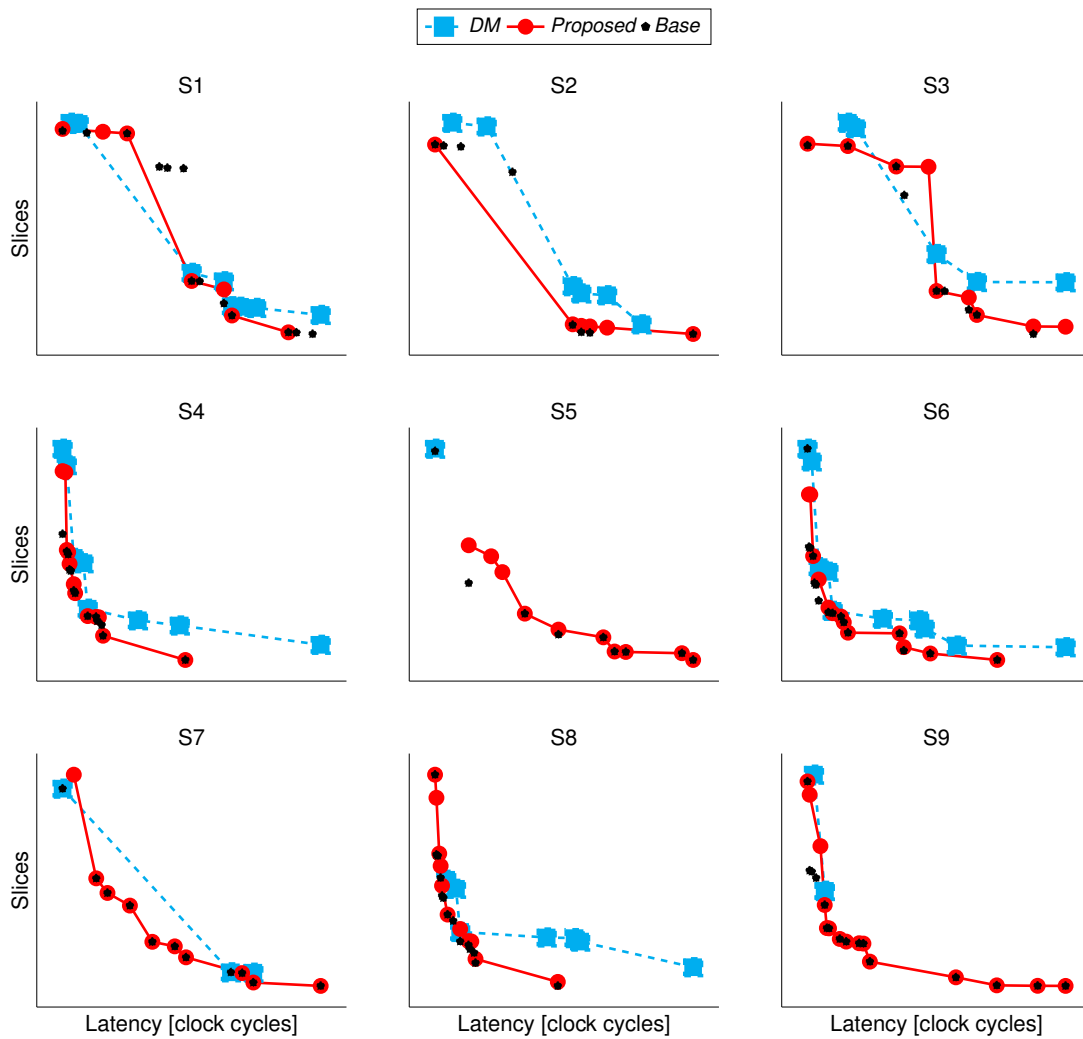 DM Proposed Base
S1 S2 S3
Slices
S4 S5 S6
Slices
S7 S8 S9
Slices
Latency [clock cycles] Latency [clock cycles] Latency [clock cycles]